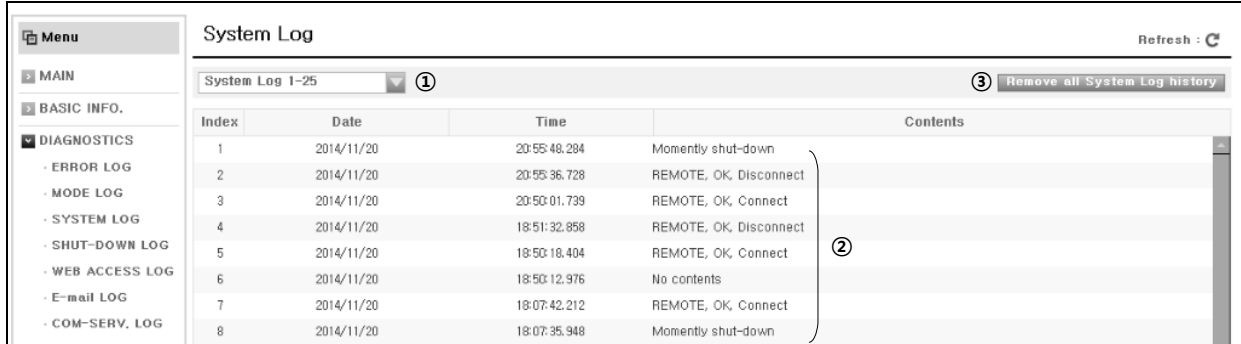 Menu
System Log
Refresh :
MAIN
BASIC INFO.
DIAGNOSTICS
· ERROR LOG
· MODE LOG
· SYSTEM LOG
· SHUT-DOWN LOG
· WEB ACCESS LOG
· E-mail LOG
· COM-SERV. LOG
System Log 1-25 ①
③ Remove all System Log history
Index Date Time Contents
1 2014/11/20 20:55:48.284 Momently shut-down
2 2014/11/20 20:55:36.728 REMOTE, OK, Disconnect
3 2014/11/20 20:50:01.739 REMOTE, OK, Connect
4 2014/11/20 18:51:32.858 REMOTE, OK, Disconnect
5 2014/11/20 18:50:18.404 REMOTE, OK, Connect
②
6 2014/11/20 18:50:12.976 No contents
7 2014/11/20 18:07:42.212 REMOTE, OK, Connect
8 2014/11/20 18:07:35.948 Momently shut-down